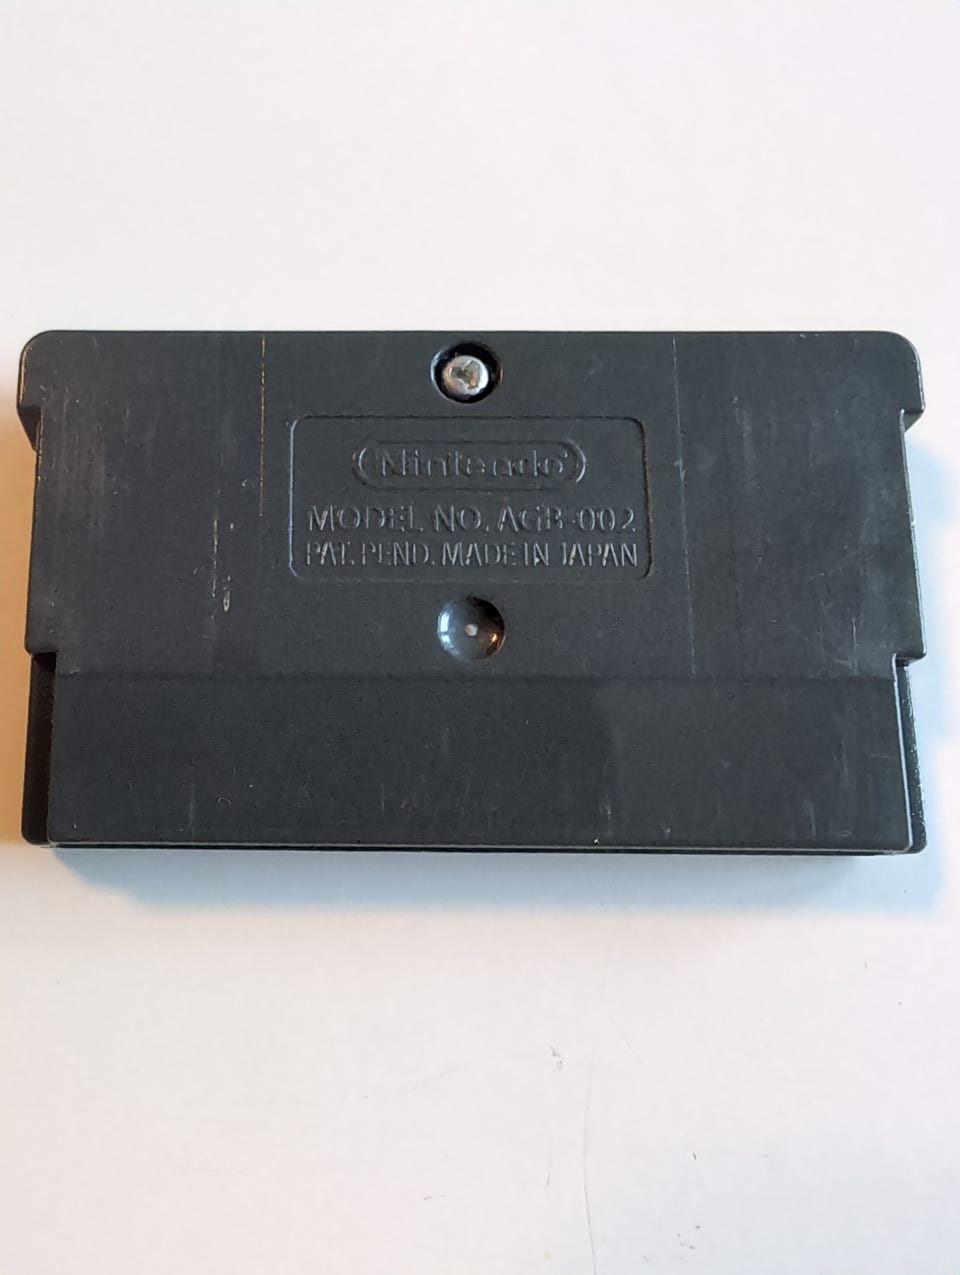 Nintendo®
MODEL NO. AGB-002
PAT. PEND. MADE IN JAPAN